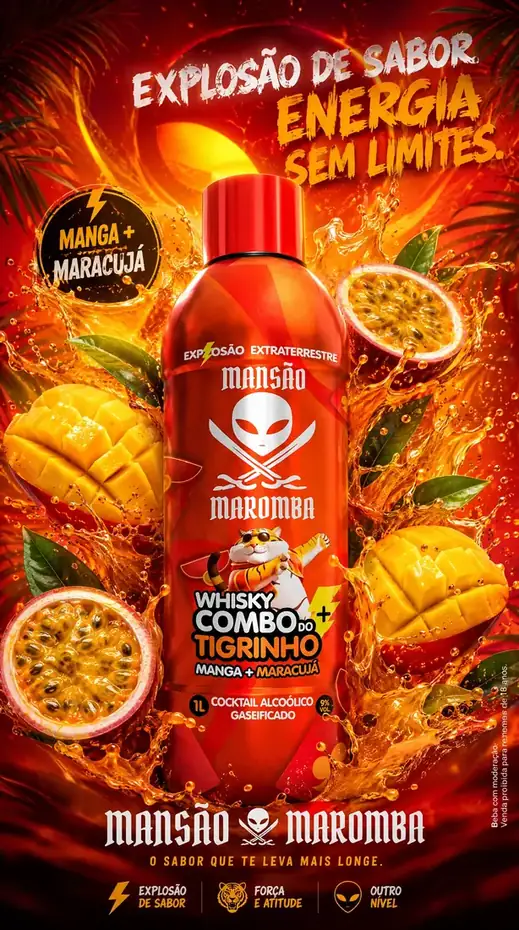 EXPLOSÃO DE SABOR.
ENERGIA
SEM LIMITES.
MANGA +
MARACUJÁ
EXPLOSÃO EXTRATERRESTRE
MANSÃO
MAROMBA
WHISKY
COMBO DO
TIGRINHO
MANGA + MARACUJÁ
1L
COCKTAIL ALCOÓLICO
GASEIFICADO
9%
VOL
Beba com moderação.
Venda proibida para menores de 18 anos.
MANSÃO MAROMBA
O SABOR QUE TE LEVA MAIS LONGE.
EXPLOSÃO
DE SABOR
FORÇA
E ATITUDE
OUTRO
NÍVEL